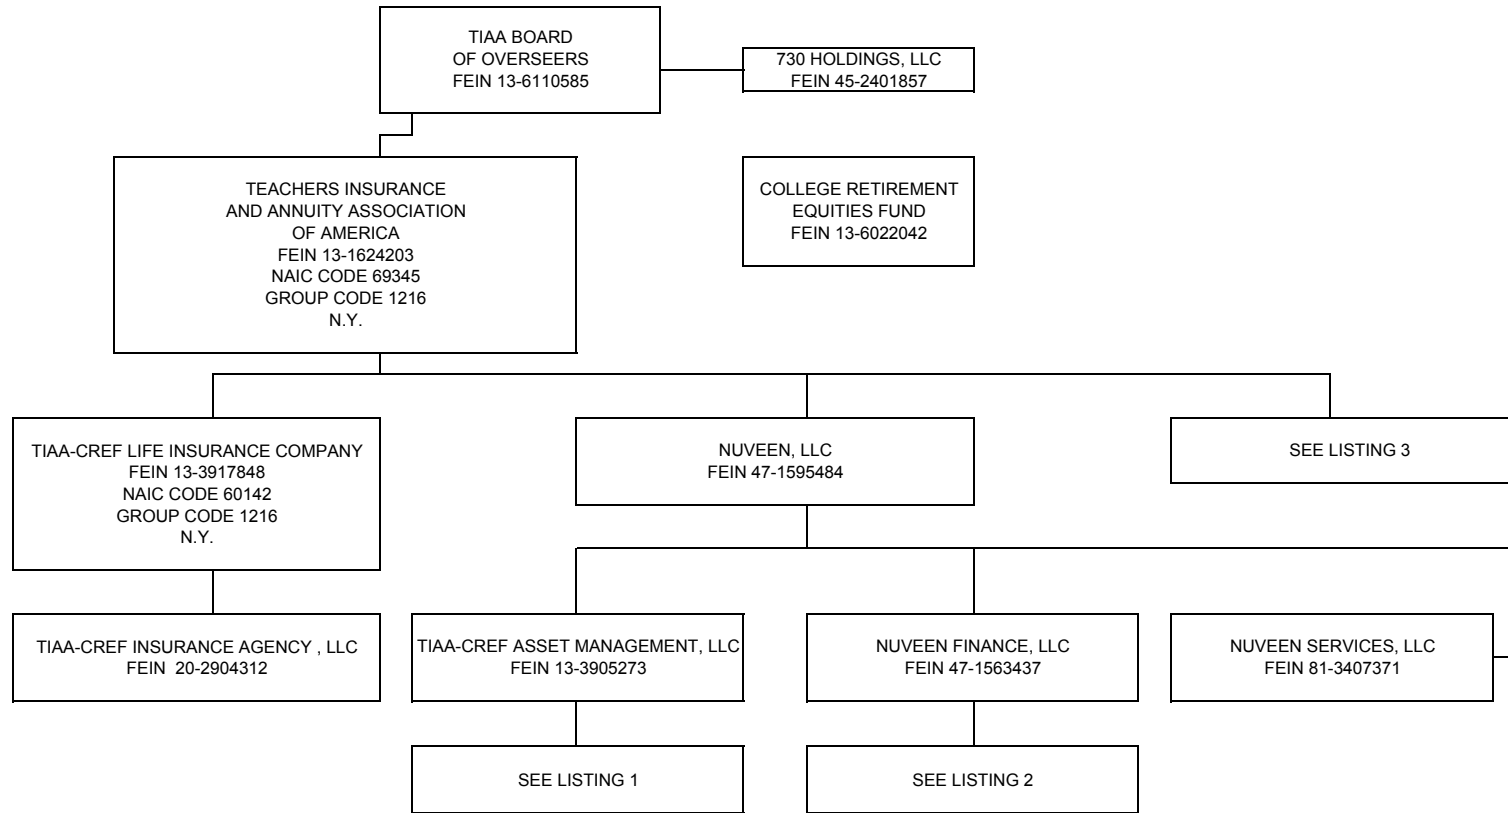 TIAA BOARD
OF OVERSEERS
FEIN 13-6110585
730 HOLDINGS, LLC
FEIN 45-2401857
TEACHERS INSURANCE
AND ANNUITY ASSOCIATION
OF AMERICA
FEIN 13-1624203
NAIC CODE 69345
GROUP CODE 1216
N.Y.
COLLEGE RETIREMENT
EQUITIES FUND
FEIN 13-6022042
TIAA-CREF LIFE INSURANCE COMPANY
FEIN 13-3917848
NAIC CODE 60142
GROUP CODE 1216
N.Y.
NUVEEN, LLC
FEIN 47-1595484
SEE LISTING 3
TIAA-CREF INSURANCE AGENCY , LLC
FEIN 20-2904312
TIAA-CREF ASSET MANAGEMENT, LLC
FEIN 13-3905273
NUVEEN FINANCE, LLC
FEIN 47-1563437
NUVEEN SERVICES, LLC
FEIN 81-3407371
SEE LISTING 1
SEE LISTING 2